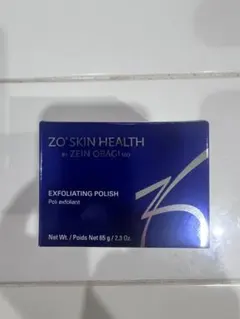 ZO® SKIN HEALTH
BY ZEIN OBAGI MD
EXFOLIATING POLISH
Poli exfoliant
Net Wt. / Poids Net 65 g / 2.3 Oz.